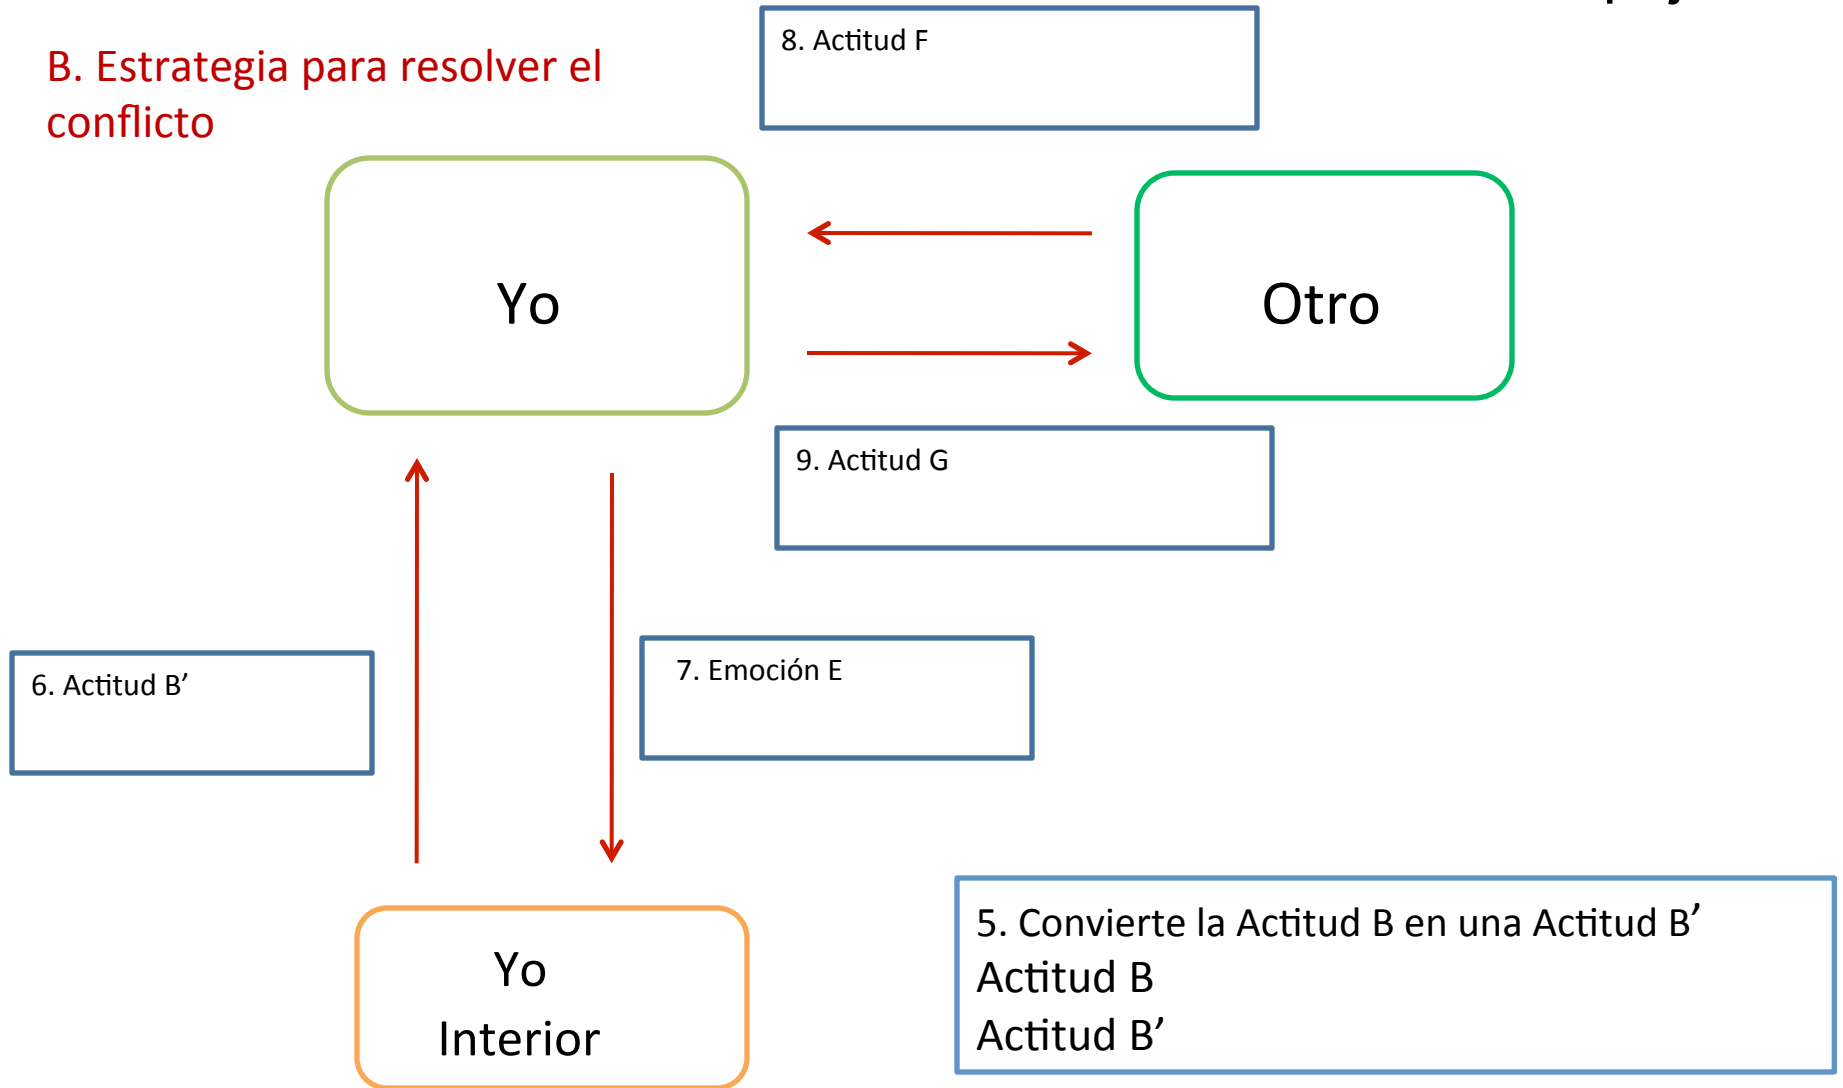 8. Actitud F
B. Estrategia para resolver el
conflicto
Yo
Otro
9. Actitud G
6. Actitud B’
7. Emoción E
5. Convierte la Actitud B en una Actitud B’
Actitud B
Actitud B’
Yo
Interior